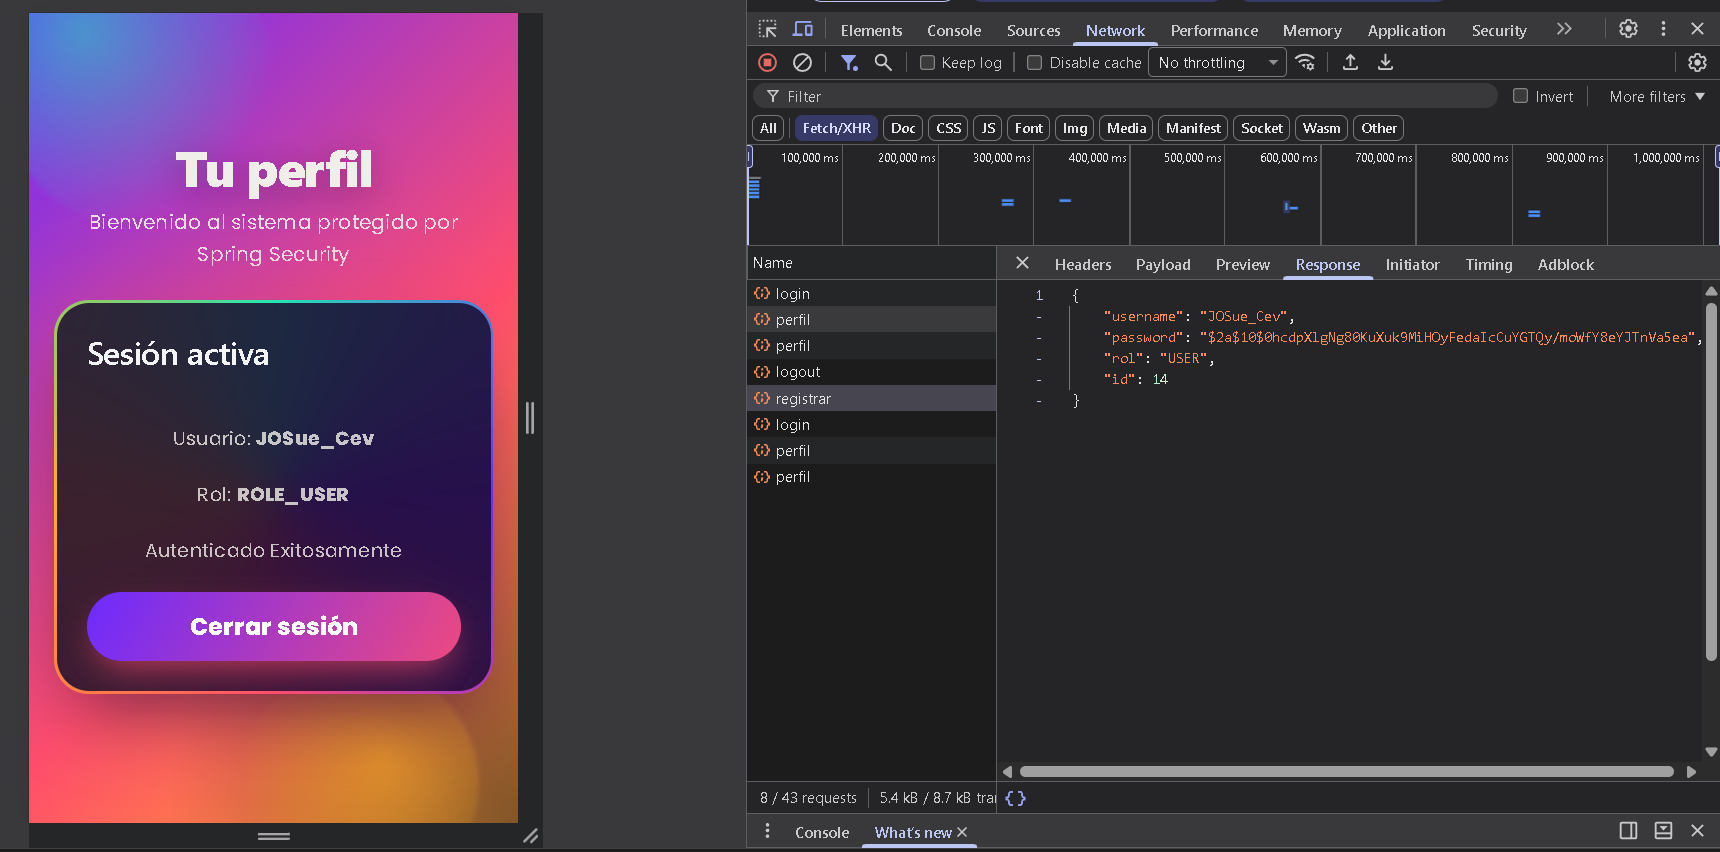 Tu perfil
Bienvenido al sistema protegido por
Spring Security
Sesión activa
Usuario: JOSue_Cev
Rol: ROLE_USER
Autenticado Exitosamente
Cerrar sesión
Elements Console Sources Network Performance Memory Application Security
Keep log Disable cache No throttling
Filter Invert More filters
All Fetch/XHR Doc CSS JS Font Img Media Manifest Socket Wasm Other
100,000 ms 200,000 ms 300,000 ms 400,000 ms 500,000 ms 600,000 ms 700,000 ms 800,000 ms 900,000 ms 1,000,000 ms
Name
login
perfil
perfil
logout
registrar
login
perfil
perfil
Headers Payload Preview Response Initiator Timing Adblock
1 {
- "username": "JOSue_Cev",
- "password": "$2a$10$0hcdpXlgNg80KuXuk9MiHOyFedaIcCuYGTQy/moWfY8eYJTnVa5ea",
- "rol": "USER",
- "id": 14
- }
8 / 43 requests 5.4 kB / 8.7 kB tra
{}
Console What's new